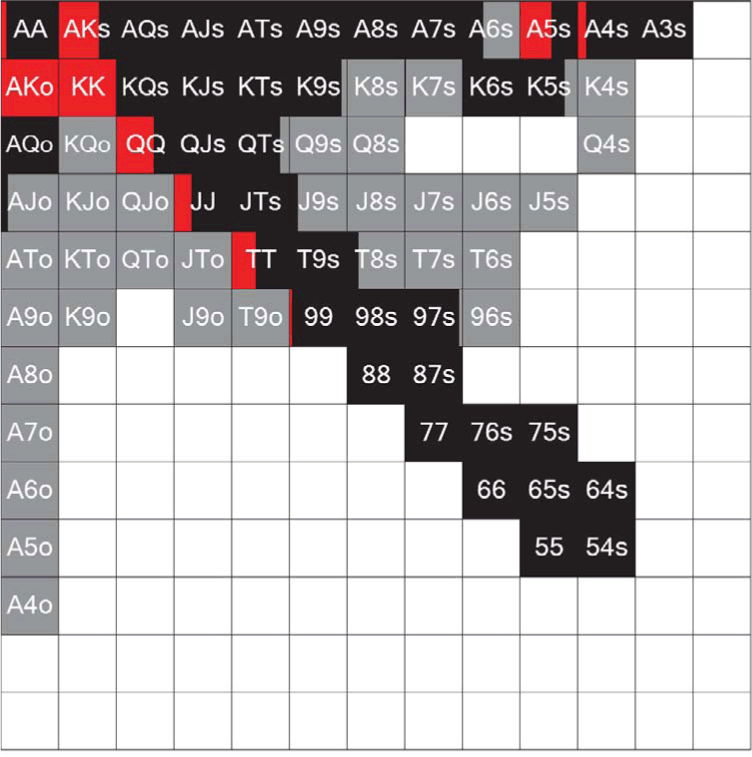 AA AKs AQs AJs ATs A9s A8s A7s A6s A5s A4s A3s
AKo KK KQs KJs KTs K9s K8s K7s K6s K5s K4s
AQo KQo QQ QJs QTs Q9s Q8s Q4s
AJo KJo QJo JJ JTs J9s J8s J7s J6s J5s
ATo KTo QTo JTo TT T9s T8s T7s T6s
A9o K9o J9o T9o 99 98s 97s 96s
A8o 88 87s
A7o 77 76s 75s
A6o 66 65s 64s
A5o 55 54s
A4o